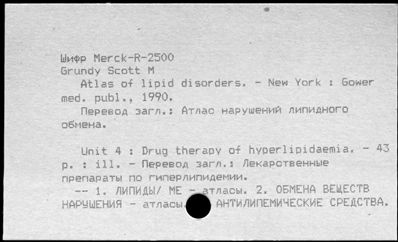 Шифр Merck-R-2500
Grundy Scott M
Atlas of lipid disorders. - New York : Gower
med. publ., 1990.
Перевод загл.: Атлас нарушений липидного
обмена.
Unit 4 : Drug therapy of hyperlipidaemia. - 43
p. : ill. - Перевод загл.: Лекарственные
препараты по гиперлипидемии.
-- 1. ЛИПИДЫ/ МЕ - атласы. 2. ОБМЕНА ВЕЩЕСТВ
НАРУШЕНИЯ - атласы. АНТИЛИПЕМИЧЕСКИЕ СРЕДСТВА.